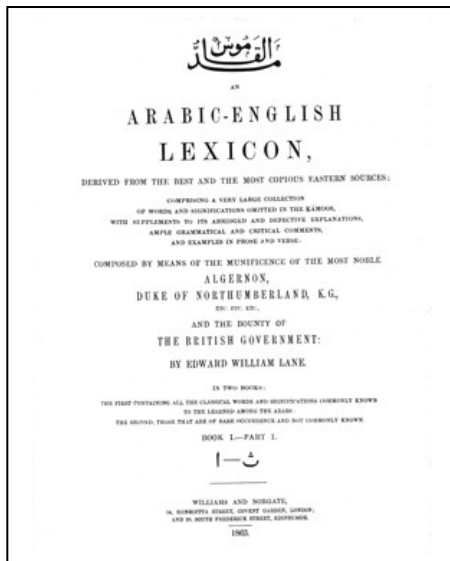 مد القاموس
AN
ARABIC-ENGLISH
LEXICON,
DERIVED FROM THE BEST AND THE MOST COPIOUS EASTERN SOURCES;
COMPRISING A VERY LARGE COLLECTION
OF WORDS AND SIGNIFICATIONS OMITTED IN THE ḲÁMOOS,
WITH SUPPLEMENTS TO ITS ABRIDGED AND DEFECTIVE EXPLANATIONS,
AMPLE GRAMMATICAL AND CRITICAL COMMENTS,
AND EXAMPLES IN PROSE AND VERSE:
COMPOSED BY MEANS OF THE MUNIFICENCE OF THE MOST NOBLE
ALGERNON,
DUKE OF NORTHUMBERLAND, K.G.,
ETC. ETC. ETC.,
AND THE BOUNTY OF
THE BRITISH GOVERNMENT:
BY EDWARD WILLIAM LANE.
IN TWO BOOKS:
THE FIRST CONTAINING ALL THE CLASSICAL WORDS AND SIGNIFICATIONS COMMONLY KNOWN
TO THE LEARNED AMONG THE ARABS:
THE SECOND, THOSE THAT ARE OF RARE OCCURRENCE AND NOT COMMONLY KNOWN.
BOOK I.—PART 1.
ا—ث
WILLIAMS AND NORGATE,
14, HENRIETTA STREET, COVENT GARDEN, LONDON;
AND 20, SOUTH FREDERICK STREET, EDINBURGH.
1863.